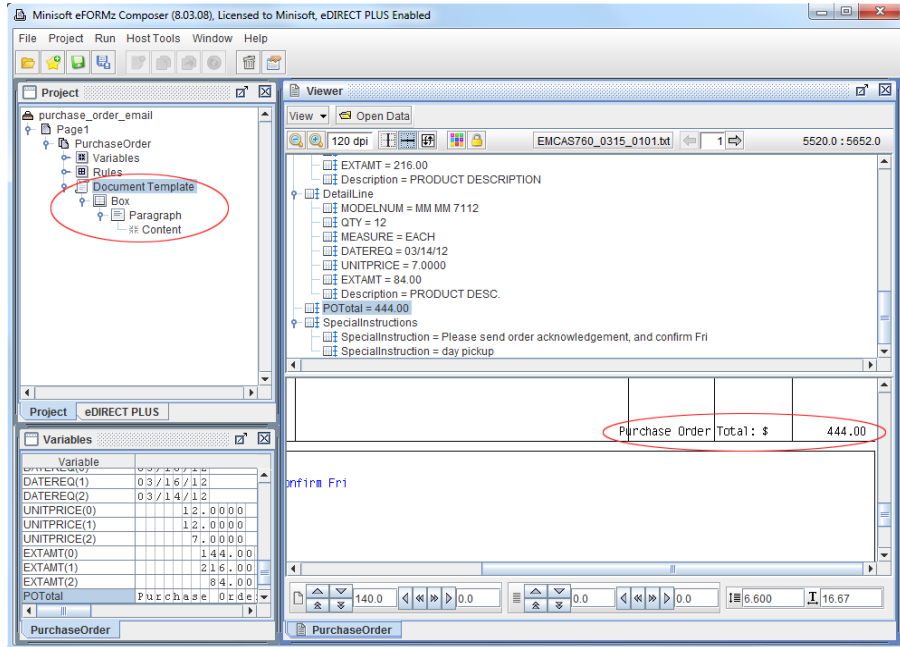 Minisoft eFORMz Composer (8.03.08), Licensed to Minisoft, eDIRECT PLUS Enabled
File Project Run Host Tools Window Help
Project
purchase_order_email
Page1
PurchaseOrder
Variables
Rules
Document Template
Box
Paragraph
Content
Project eDIRECT PLUS
Variables
Variable
DATEREQ(0) 03/16/12
DATEREQ(1) 03/16/12
DATEREQ(2) 03/14/12
UNITPRICE(0) 12.0000
UNITPRICE(1) 12.0000
UNITPRICE(2) 7.0000
EXTAMT(0) 144.00
EXTAMT(1) 216.00
EXTAMT(2) 84.00
POTotal Purchase Orde
PurchaseOrder
Viewer
View Open Data
120 dpi EMCAS760_0315_0101.txt 1 5520.0 : 5652.0
EXTAMT = 216.00
Description = PRODUCT DESCRIPTION
DetailLine
MODELNUM = MM MM 7112
QTY = 12
MEASURE = EACH
DATEREQ = 03/14/12
UNITPRICE = 7.0000
EXTAMT = 84.00
Description = PRODUCT DESC.
POTotal = 444.00
SpecialInstructions
SpecialInstruction = Please send order acknowledgement, and confirm Fri
SpecialInstruction = day pickup
Purchase Order Total: $ 444.00
onfirm Fri
140.0 0.0 0.0 0.0 6.600 16.67
PurchaseOrder